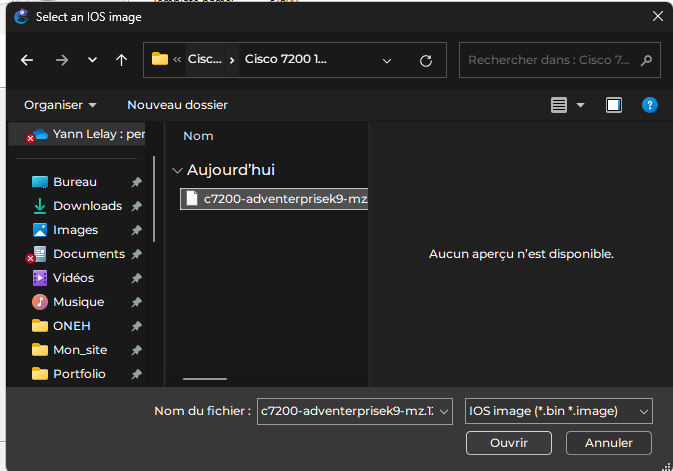 Select an IOS image
Cisc... Cisco 7200 1...
Rechercher dans : Cisco 7...
Organiser
Nouveau dossier
?
Yann Lelay : per
Bureau
Downloads
Images
Documents
Vidéos
Musique
ONEH
Mon_site
Portfolio
Nom
Aujourd'hui
c7200-adventerprisek9-mz.
Aucun aperçu n'est disponible.
Nom du fichier :
c7200-adventerprisek9-mz.12
IOS image (*.bin *.image)
Ouvrir
Annuler